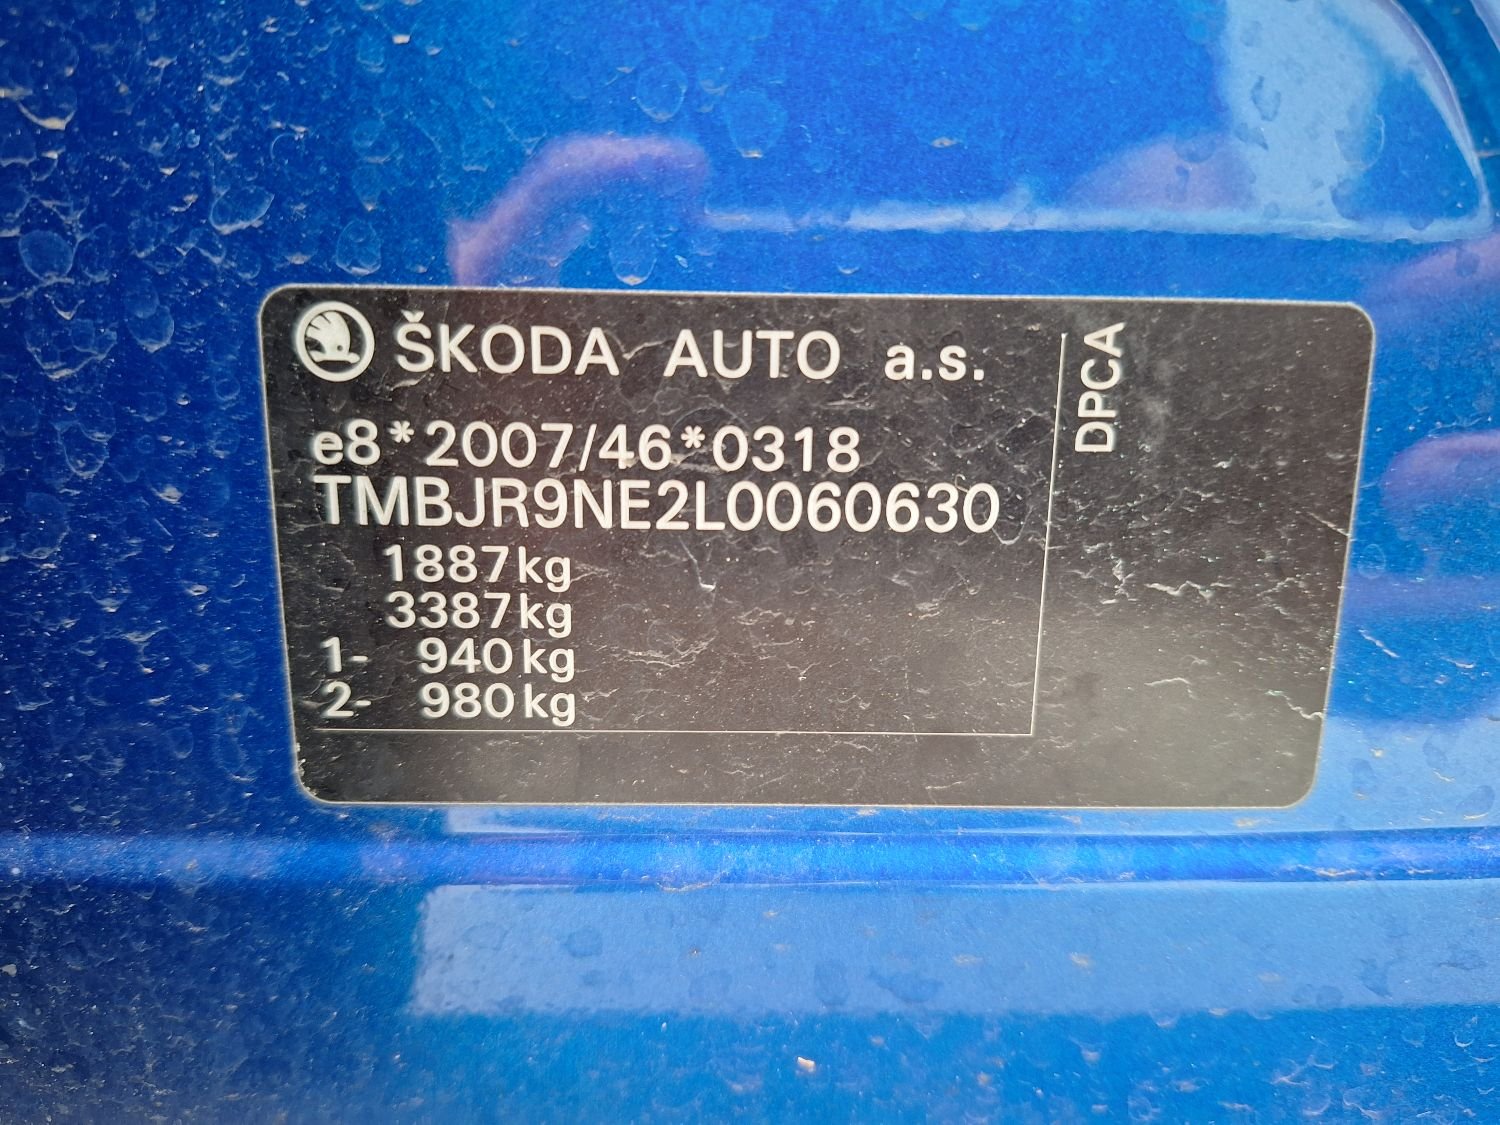 ŠKODA AUTO a.s.
e8*2007/46*0318
TMBJR9NE2L0060630
1887kg
3387kg
1- 940kg
2- 980kg
DPCA